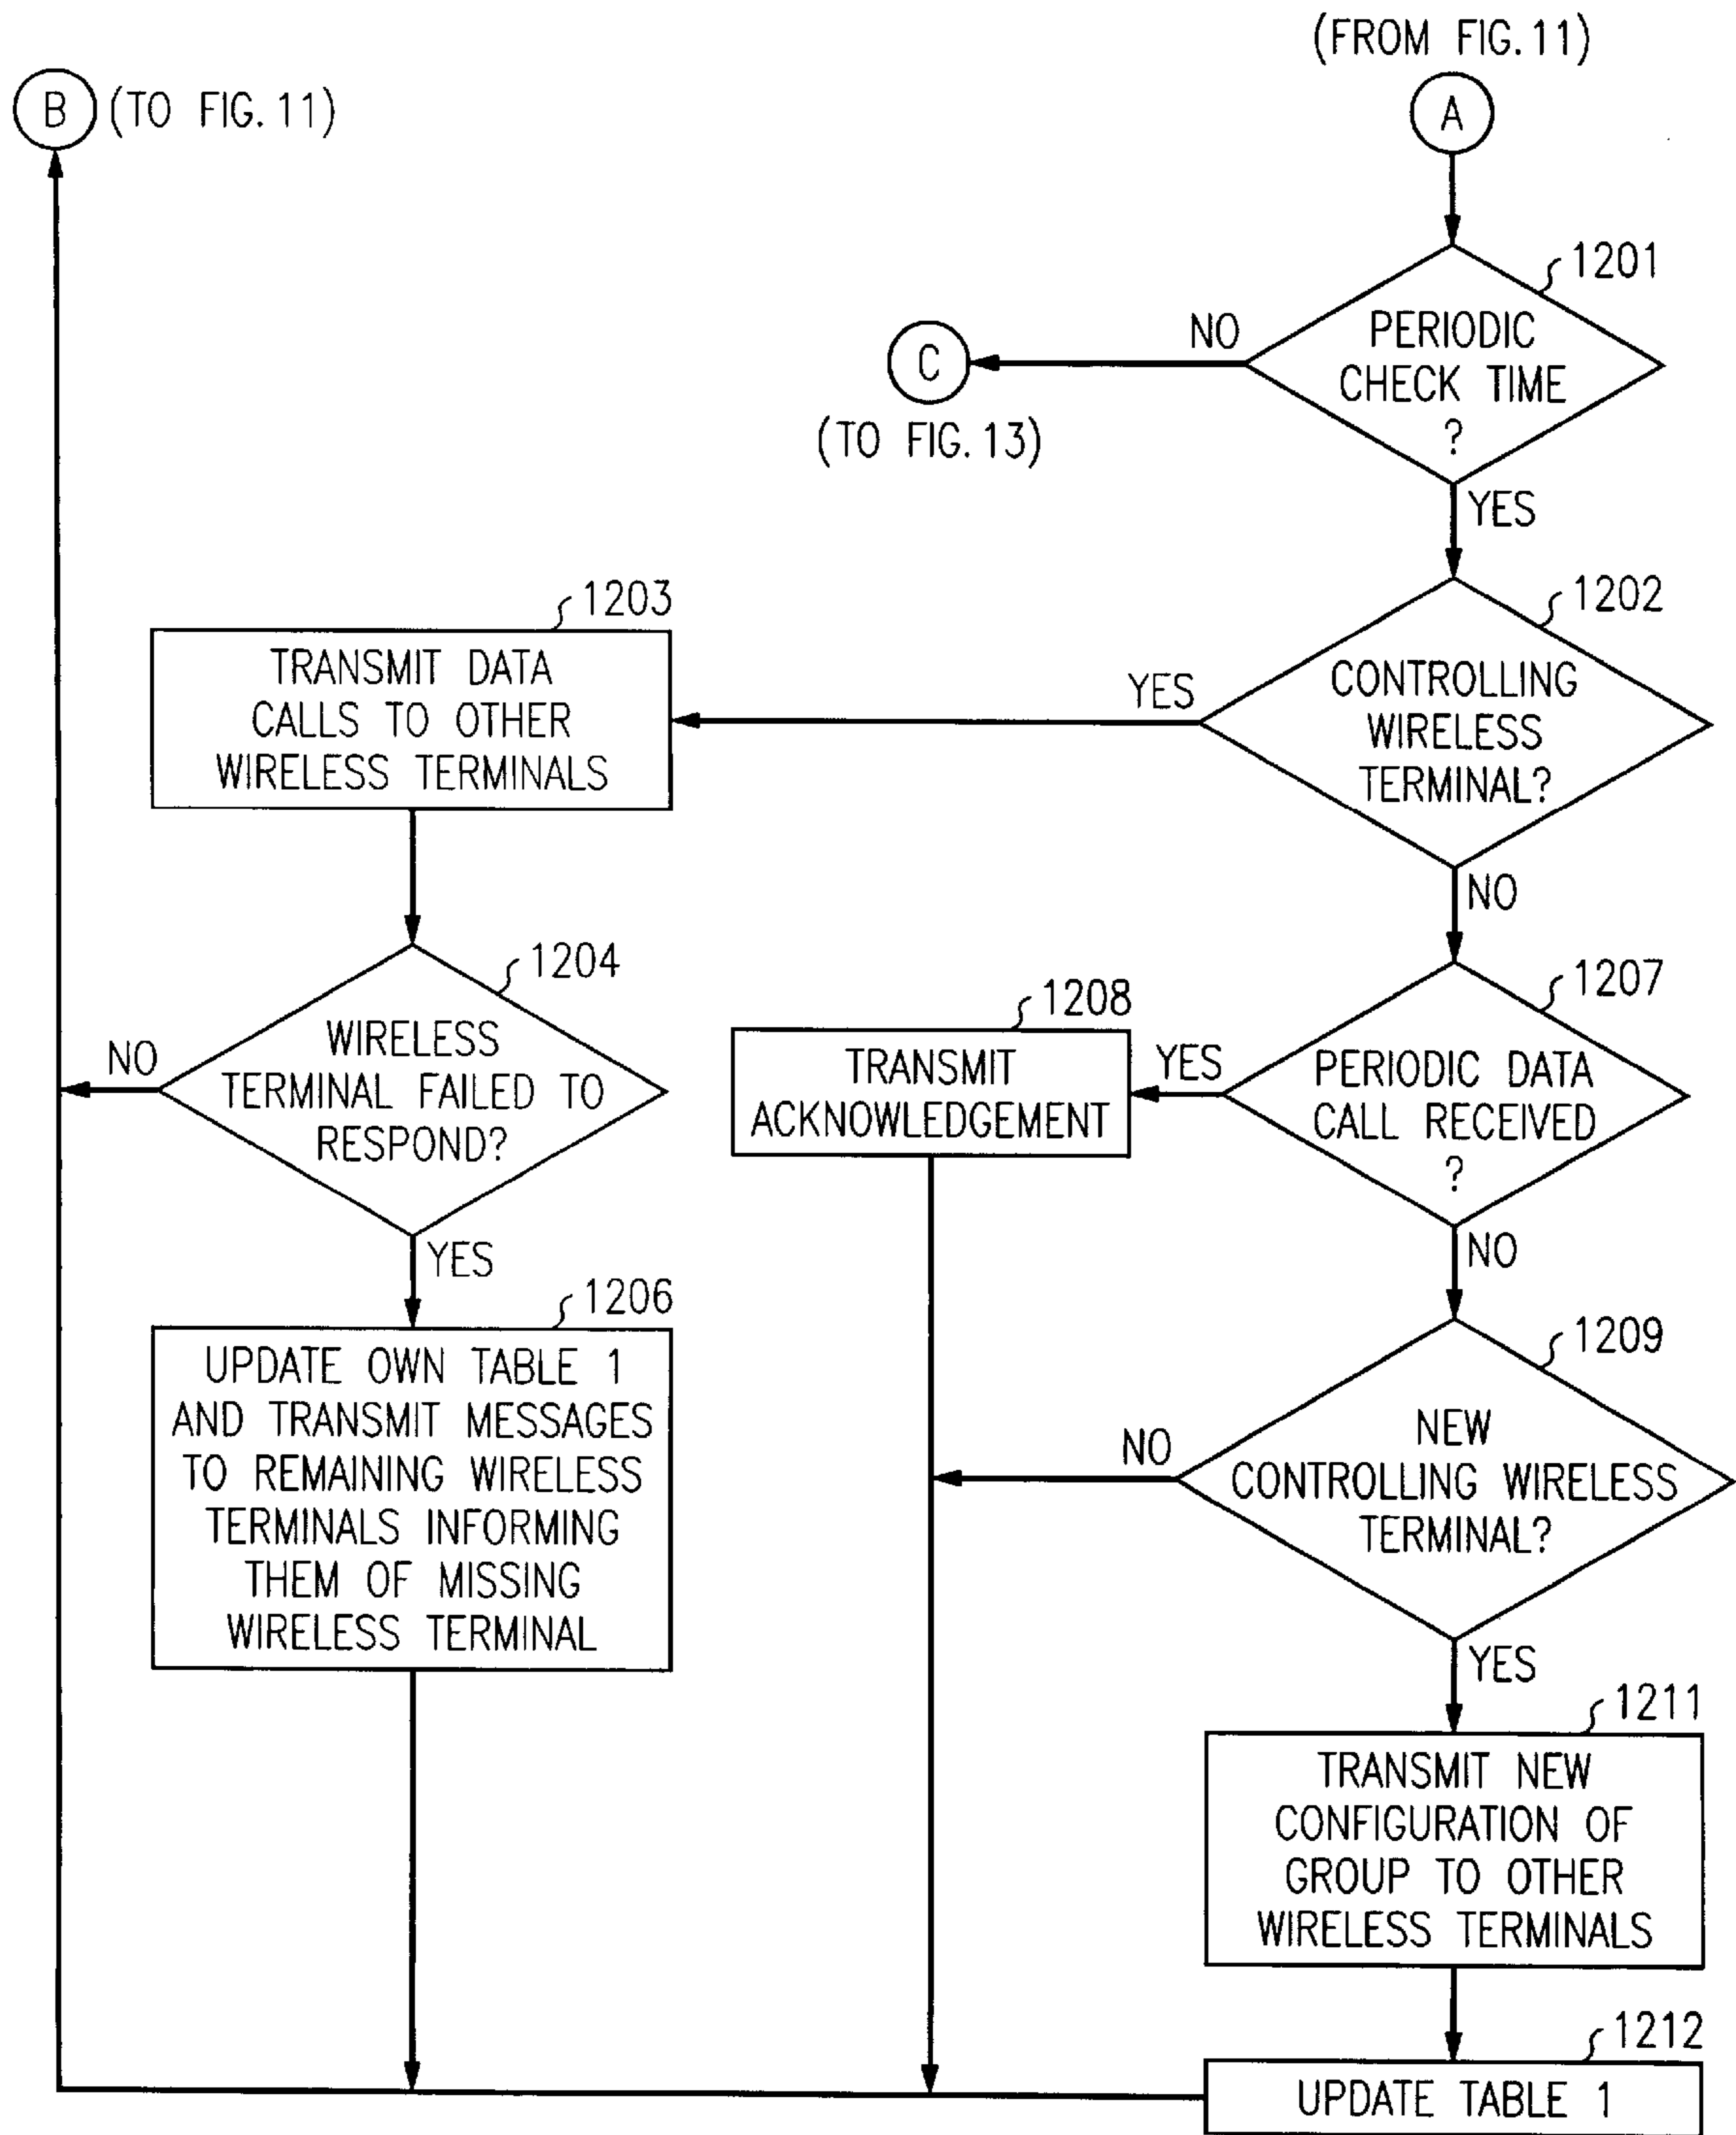 (FROM FIG. 11)
B (TO FIG. 11)
A
1201
PERIODIC
CHECK TIME
?
NO
C
(TO FIG. 13)
YES
1202
CONTROLLING
WIRELESS
TERMINAL?
YES
1203
TRANSMIT DATA
CALLS TO OTHER
WIRELESS TERMINALS
NO
1204
WIRELESS
TERMINAL FAILED TO
RESPOND?
NO
YES
1207
PERIODIC DATA
CALL RECEIVED
?
YES
1208
TRANSMIT
ACKNOWLEDGEMENT
NO
1206
UPDATE OWN TABLE 1
AND TRANSMIT MESSAGES
TO REMAINING WIRELESS
TERMINALS INFORMING
THEM OF MISSING
WIRELESS TERMINAL
1209
NEW
CONTROLLING WIRELESS
TERMINAL?
NO
YES
1211
TRANSMIT NEW
CONFIGURATION OF
GROUP TO OTHER
WIRELESS TERMINALS
1212
UPDATE TABLE 1